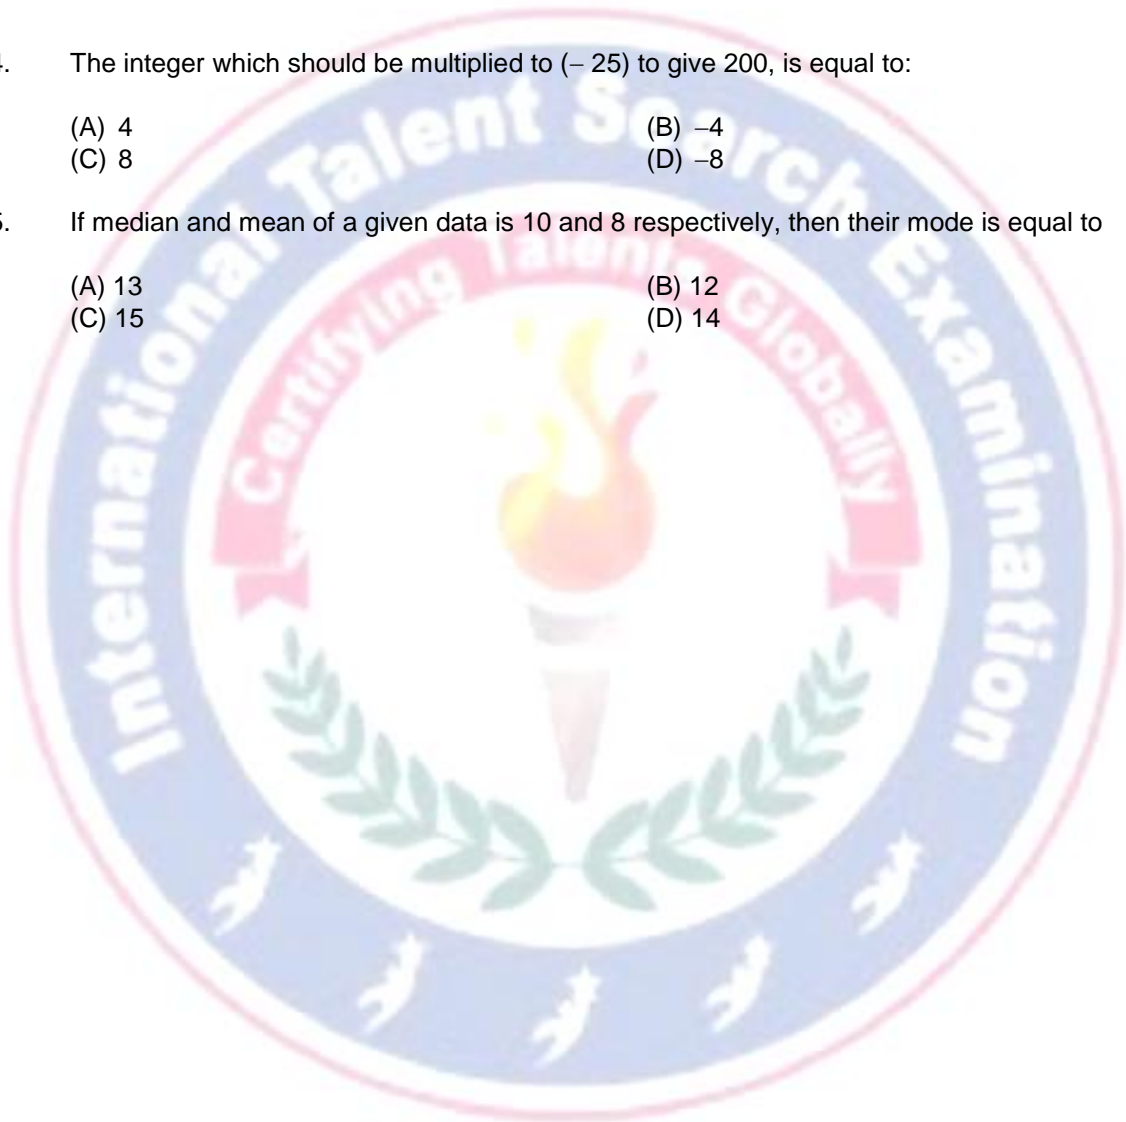 4. The integer which should be multiplied to (– 25) to give 200, is equal to:
(A) 4 (B) –4
(C) 8 (D) –8
5. If median and mean of a given data is 10 and 8 respectively, then their mode is equal to
(A) 13 (B) 12
(C) 15 (D) 14
International Talent Search Examination
Certifying Talents Globally